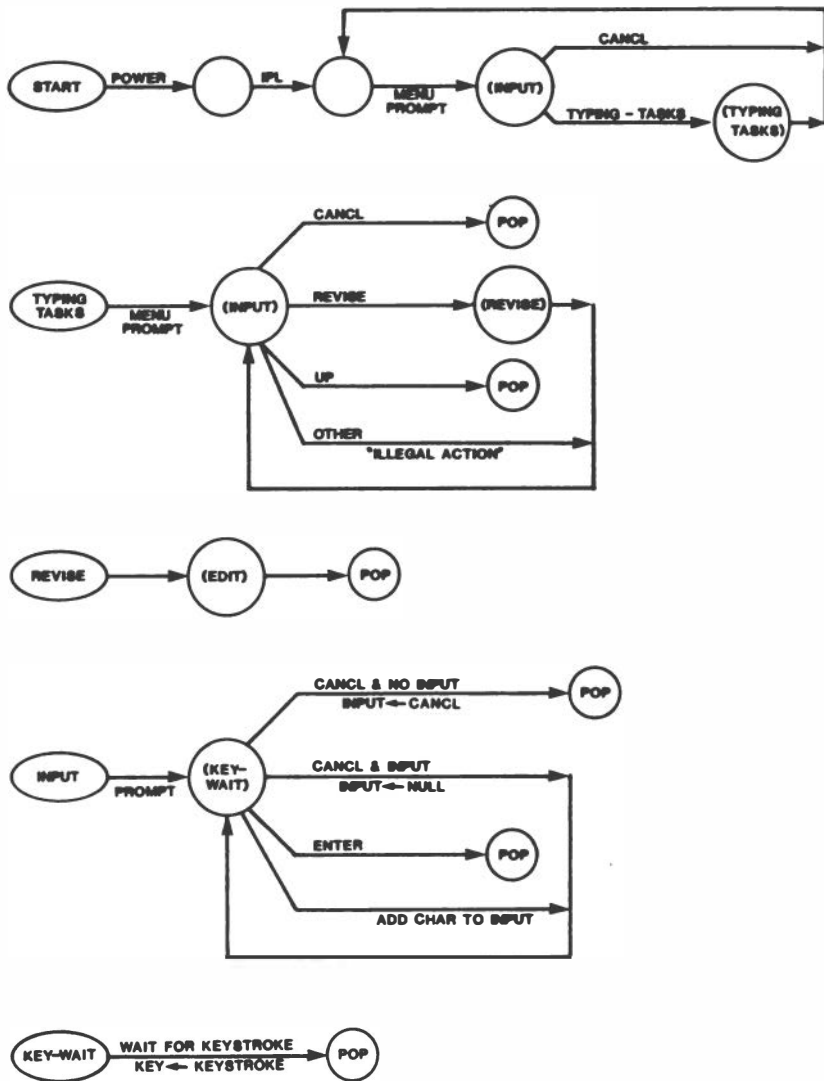 CANCL
START
POWER
IPL
MENU
PROMPT
(INPUT)
TYPING - TASKS
(TYPING
TASKS)
CANCL
POP
TYPING
TASKS
MENU
PROMPT
(INPUT)
REVISE
(REVISE)
UP
POP
OTHER
"ILLEGAL ACTION"
REVISE
(EDIT)
POP
CANCL & NO INPUT
INPUT ← CANCL
POP
INPUT
PROMPT
(KEY-
WAIT)
CANCL & INPUT
INPUT ← NULL
ENTER
POP
ADD CHAR TO INPUT
KEY-WAIT
WAIT FOR KEYSTROKE
KEY ← KEYSTROKE
POP